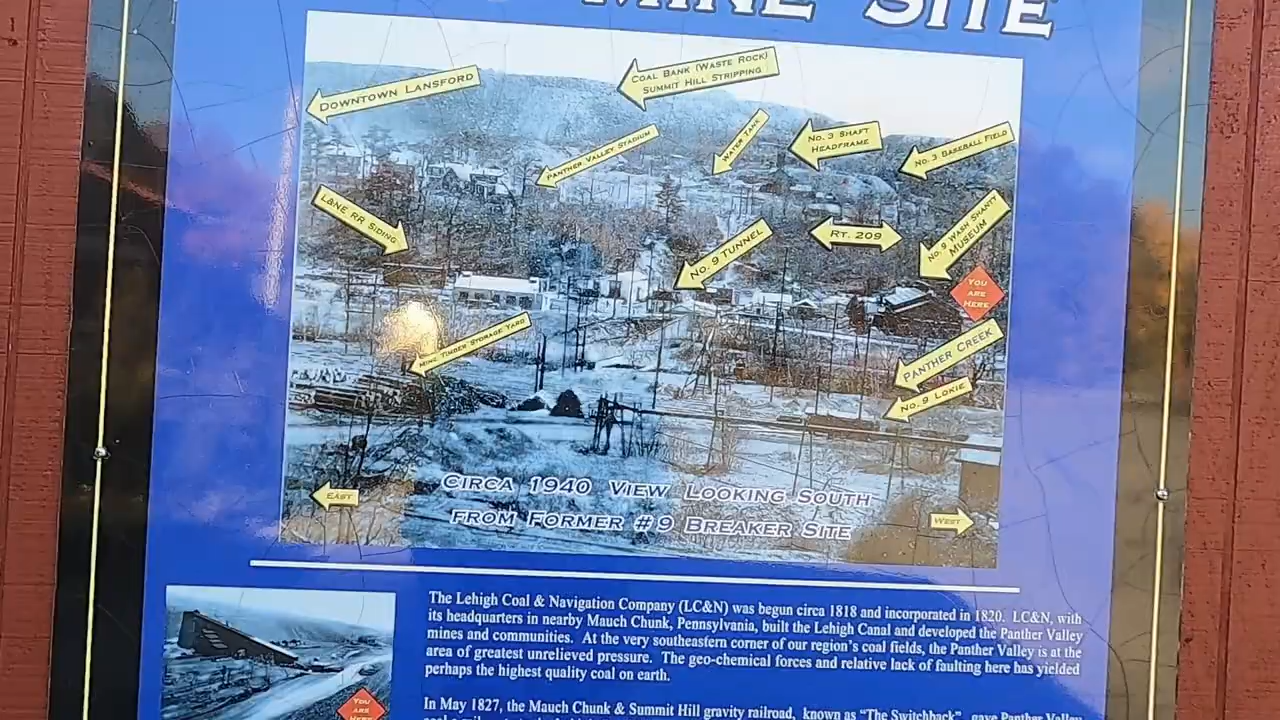 MINE SITE
DOWNTOWN LANSFORD
COAL BANK (WASTE ROCK)
SUMMIT HILL STRIPPING
PANTHER VALLEY STADIUM
WATER TANK
NO. 3 SHAFT
HEADFRAME
NO. 3 BASEBALL FIELD
L&NE RR SIDING
NO. 9 TUNNEL
RT. 209
NO. 9 WASH SHANTY
MUSEUM
YOU
ARE
HERE
MINE TIMBER STORAGE YARD
PANTHER CREEK
NO. 9 LOKIE
CIRCA 1940 VIEW LOOKING SOUTH
FROM FORMER #9 BREAKER SITE
EAST
WEST
The Lehigh Coal & Navigation Company (LC&N) was begun circa 1818 and incorporated in 1820. LC&N, with
its headquarters in nearby Mauch Chunk, Pennsylvania, built the Lehigh Canal and developed the Panther Valley
mines and communities. At the very southeastern corner of our region's coal fields, the Panther Valley is at the
area of greatest unrelieved pressure. The geo-chemical forces and relative lack of faulting here has yielded
perhaps the highest quality coal on earth.
YOU
ARE
In May 1827, the Mauch Chunk & Summit Hill gravity railroad, known as "The Switchback", gave Panther Valley